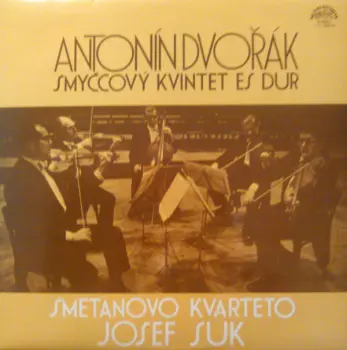 ANTONÍN DVOŘÁK
SMYČCOVÝ KVINTET ES DUR
SMETANOVO KVARTETO
JOSEF SUK